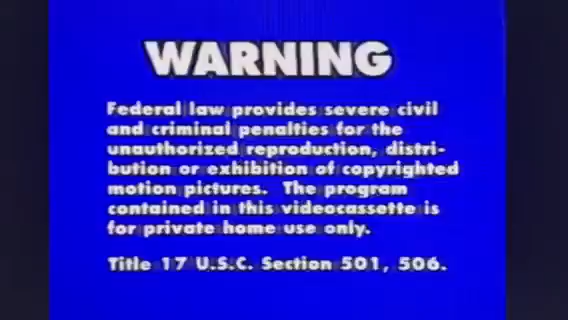 WARNING
Federal law provides severe civil
and criminal penalties for the
unauthorized reproduction, distri-
bution or exhibition of copyrighted
motion pictures. The program
contained in this videocassette is
for private home use only.
Title 17 U.S.C. Section 501, 506.